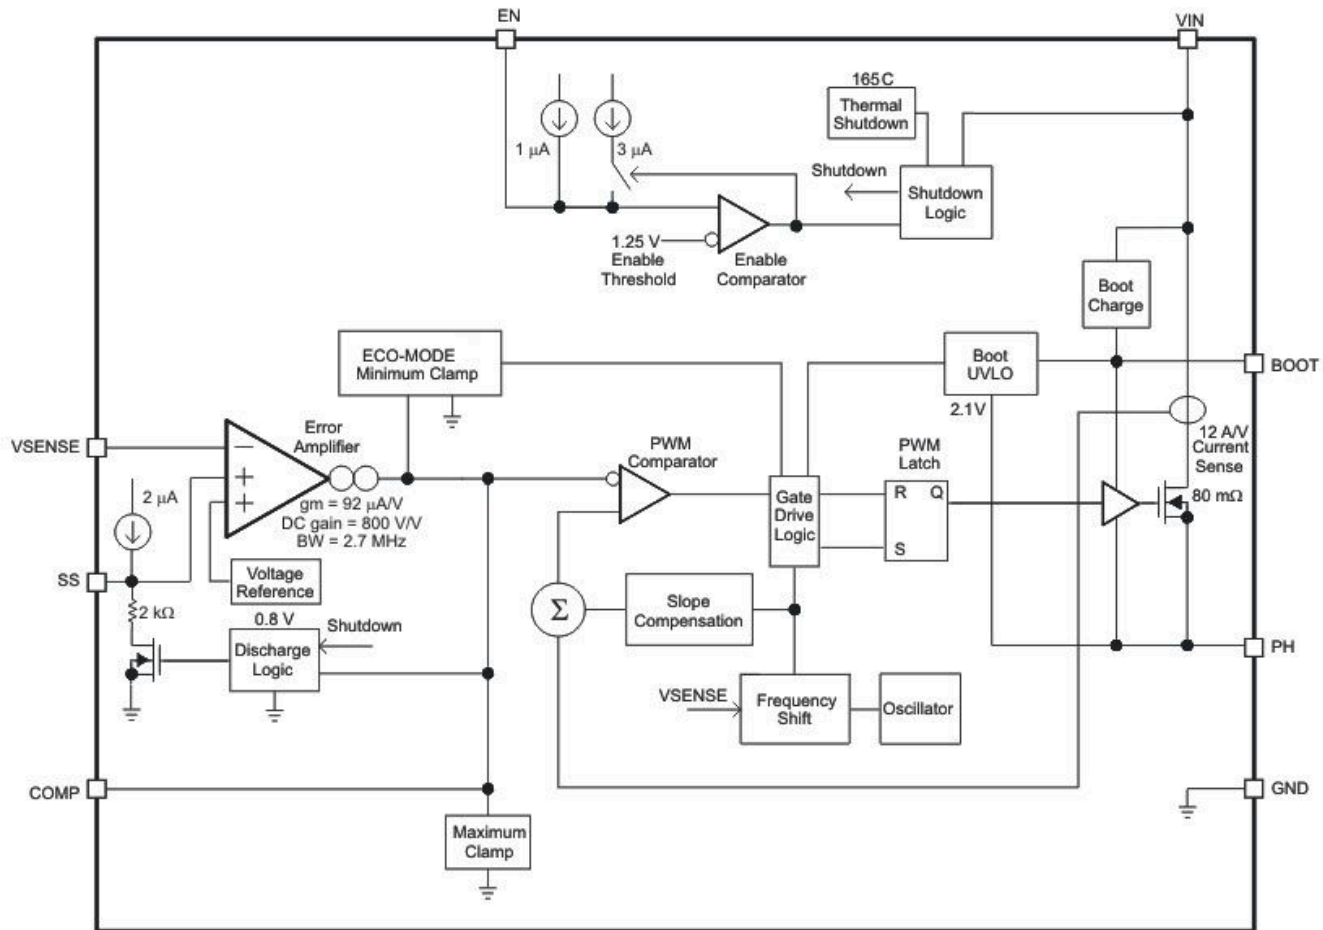 EN
VIN
165C
Thermal
Shutdown
1 μA
3 μA
Shutdown
Shutdown
Logic
1.25 V
Enable
Threshold
Enable
Comparator
Boot
Charge
ECO-MODE
Minimum Clamp
Boot
UVLO
BOOT
2.1V
VSENSE
Error
Amplifier
PWM
Comparator
PWM
Latch
12 A/V
Current
Sense
−
+
+
2 μA
gm = 92 μA/V
DC gain = 800 V/V
BW = 2.7 MHz
Gate
Drive
Logic
R Q
S
80 mΩ
SS
Voltage
Reference
2 kΩ
0.8 V
Σ
Slope
Compensation
Discharge
Logic
Shutdown
PH
VSENSE
Frequency
Shift
Oscillator
COMP
GND
Maximum
Clamp